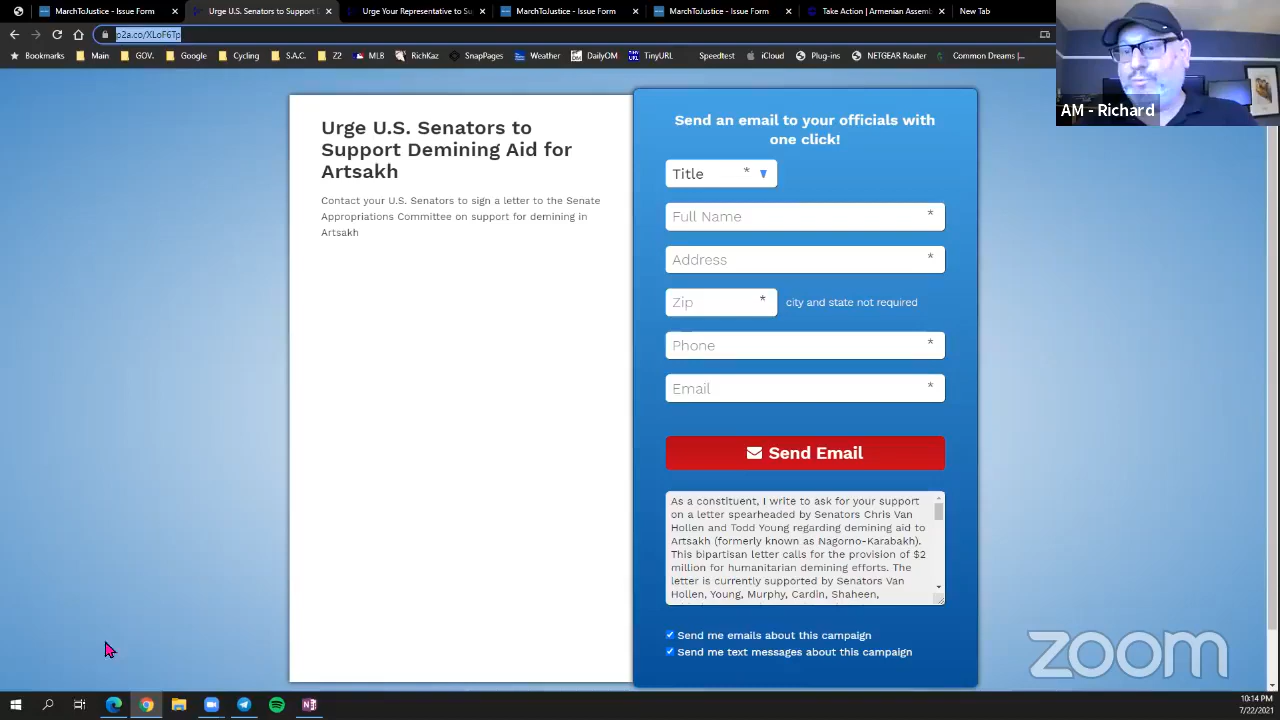 MarchToJustice - Issue Form
Urge U.S. Senators to Support D
Urge Your Representative to Su
MarchToJustice - Issue Form
MarchToJustice - Issue Form
Take Action | Armenian Assemb
New Tab
p2a.co/XLoF6Tp
Bookmarks
Main
GOV.
Google
Cycling
S.A.C.
Z2
MLB
RichKaz
SnapPages
Weather
DailyOM
TinyURL
Speedtest
iCloud
Plug-ins
NETGEAR Router
Common Dreams |...
AM - Richard
Urge U.S. Senators to
Support Demining Aid for
Artsakh
Contact your U.S. Senators to sign a letter to the Senate
Appropriations Committee on support for demining in
Artsakh
Send an email to your officials with
one click!
Title *
Full Name *
Address *
Zip * city and state not required
Phone *
Email *
Send Email
As a constituent, I write to ask for your support
on a letter spearheaded by Senators Chris Van
Hollen and Todd Young regarding demining aid to
Artsakh (formerly known as Nagorno-Karabakh).
This bipartisan letter calls for the provision of $2
million for humanitarian demining efforts. The
letter is currently supported by Senators Van
Hollen, Young, Murphy, Cardin, Shaheen,
Send me emails about this campaign
Send me text messages about this campaign
zoom
10:14 PM
7/22/2021